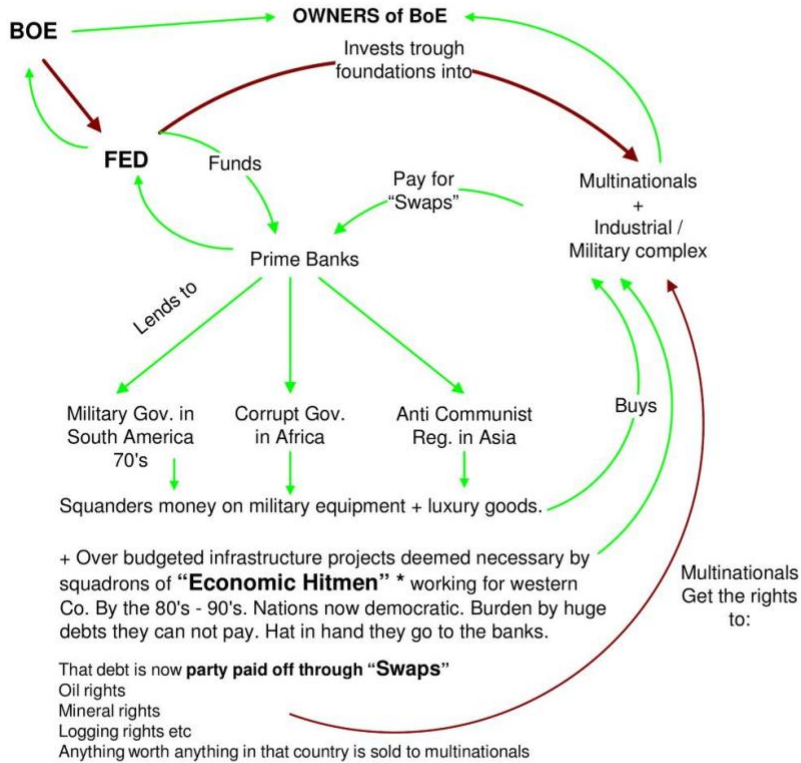 OWNERS of BoE
BOE
Invests trough
foundations into
FED
Funds
Pay for
“Swaps”
Multinationals
+
Industrial /
Military complex
Prime Banks
Lends to
Military Gov. in
South America
70's
Corrupt Gov.
in Africa
Anti Communist
Reg. in Asia
Buys
Squanders money on military equipment + luxury goods.
+ Over budgeted infrastructure projects deemed necessary by
squadrons of “Economic Hitmen” * working for western
Co. By the 80's - 90's. Nations now democratic. Burden by huge
debts they can not pay. Hat in hand they go to the banks.
Multinationals
Get the rights
to:
That debt is now party paid off through “Swaps”
Oil rights
Mineral rights
Logging rights etc
Anything worth anything in that country is sold to multinationals